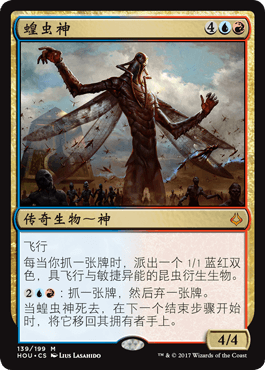 蝗虫神 4
传奇生物～神
飞行
每当你抓一张牌时，派出一个 1/1 蓝红双
色，具飞行与敏捷异能的昆虫衍生生物。
2：抓一张牌，然后弃一张牌。
当蝗虫神死去，在下一个结束步骤开始
时，将它移回其拥有者手上。
139/199 M
HOU • CS LIUS LASAHIDO
4/4
™ & © 2017 Wizards of the Coast